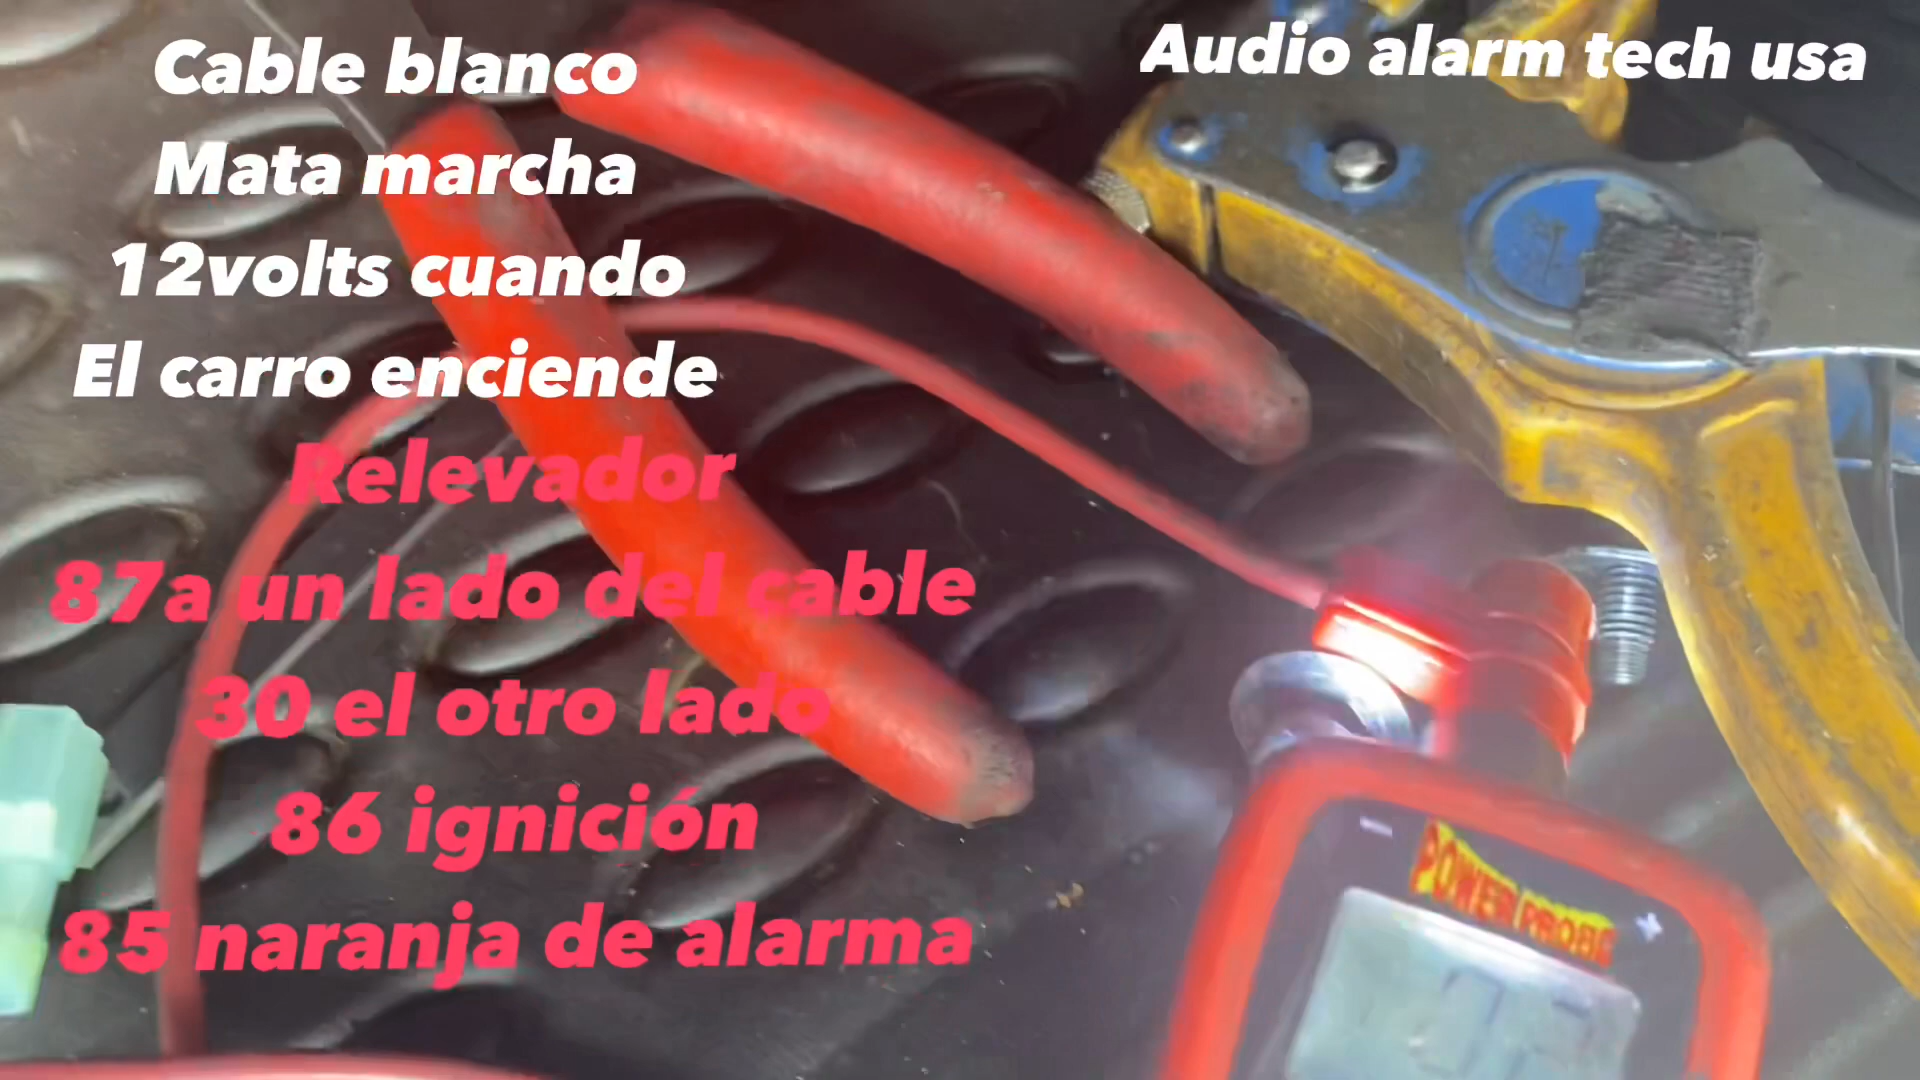 Cable blanco
Mata marcha
12volts cuando
El carro enciende
Audio alarm tech usa
Relevador
87a un lado del cable
30 el otro lado
86 ignición
85 naranja de alarma
POWER PROBE